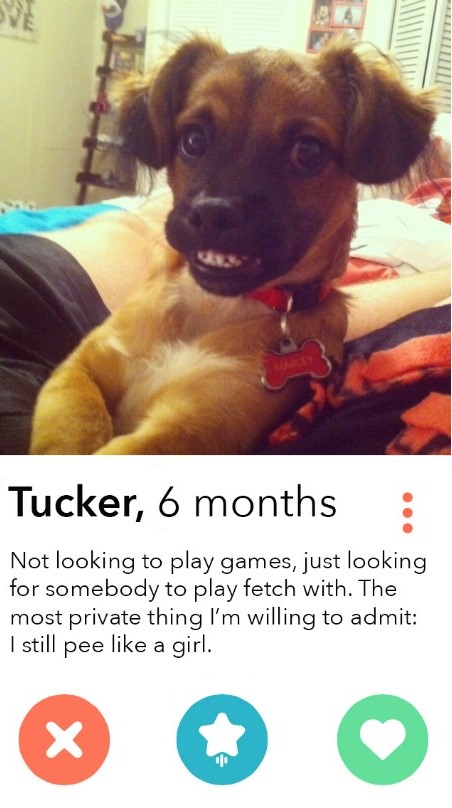 MARLEY
Tucker, 6 months
Not looking to play games, just looking
for somebody to play fetch with. The
most private thing I'm willing to admit:
I still pee like a girl.